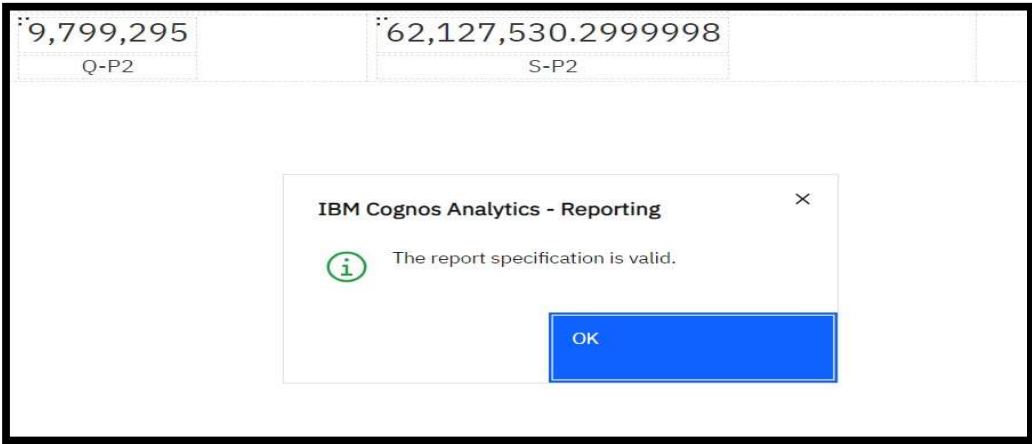 9,799,295 62,127,530.2999998
Q-P2 S-P2
IBM Cognos Analytics - Reporting
The report specification is valid.
OK